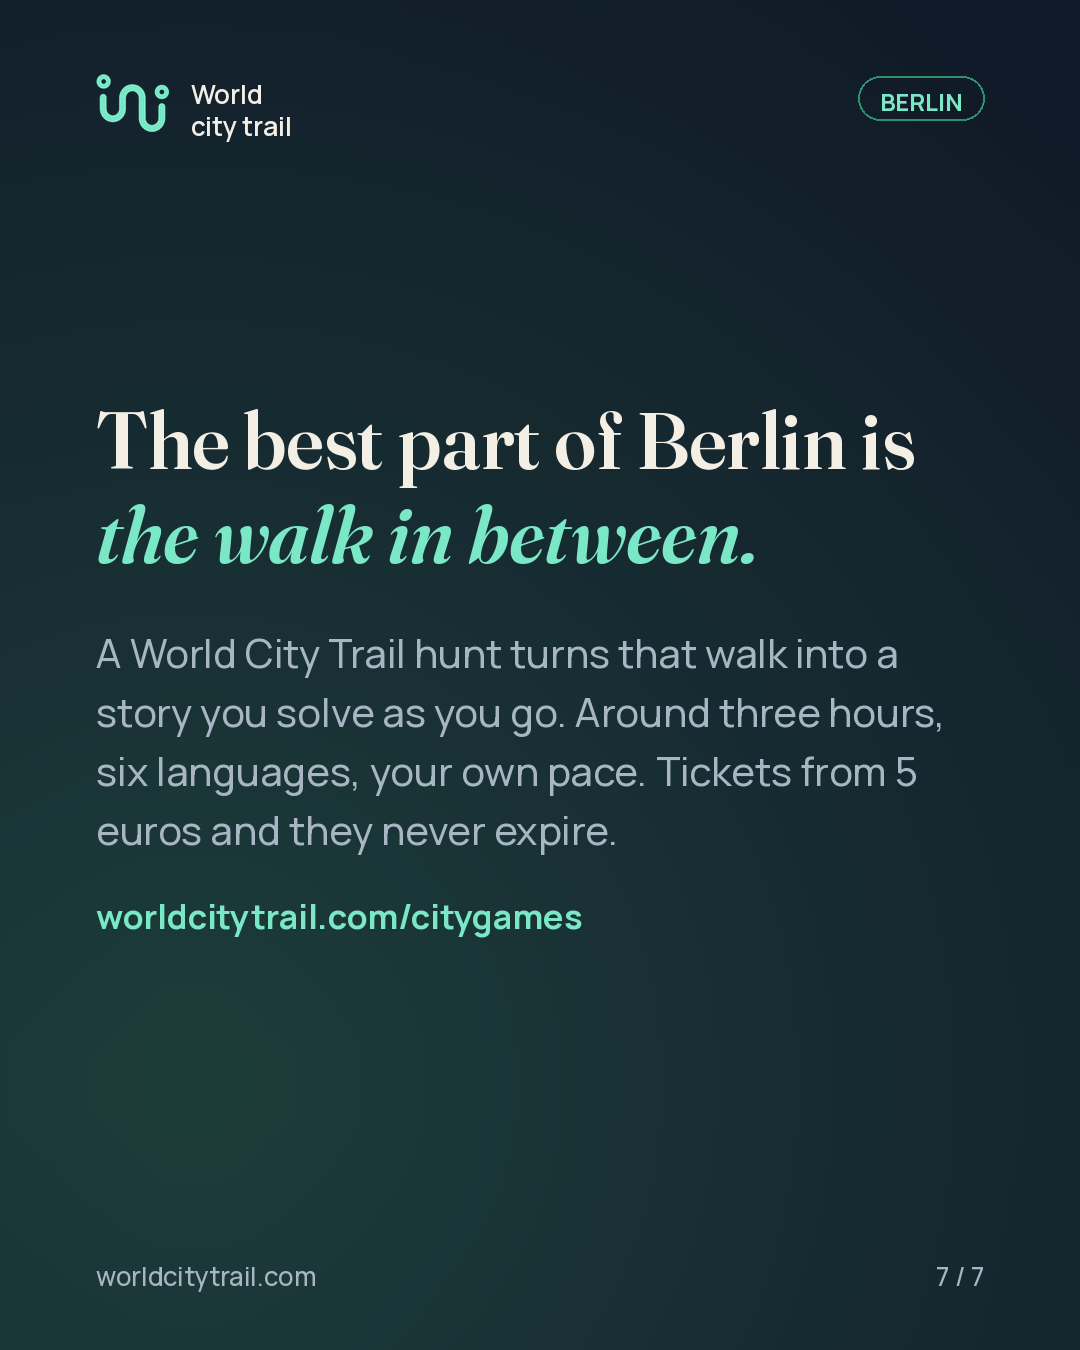 World
city trail
BERLIN
The best part of Berlin is
the walk in between.
A World City Trail hunt turns that walk into a
story you solve as you go. Around three hours,
six languages, your own pace. Tickets from 5
euros and they never expire.
worldcitytrail.com/citygames
worldcitytrail.com
7 / 7